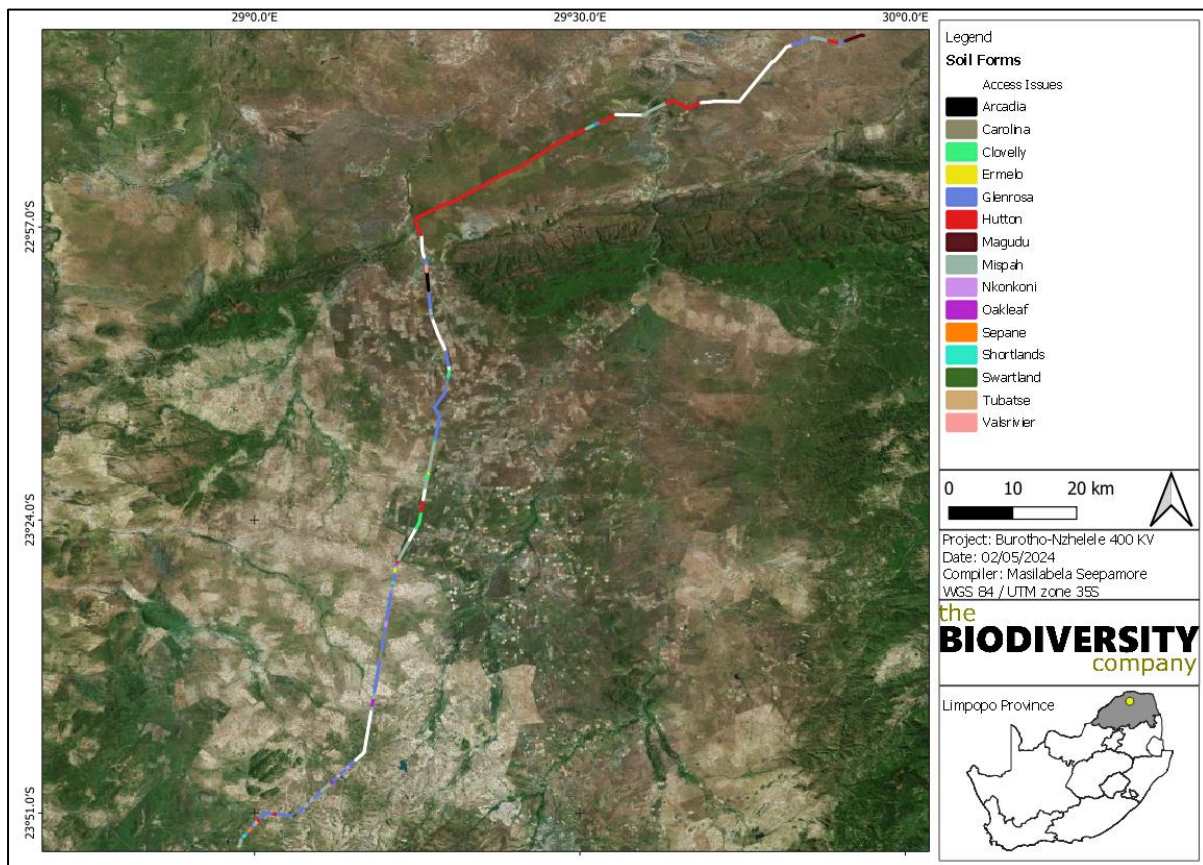 29°0.0'E
29°30.0'E
30°0.0'E
22°57.0'S
23°24.0'S
23°51.0'S
Legend
Soil Forms
Access Issues
Arcadia
Carolina
Clovelly
Ermelo
Glenrosa
Hutton
Magudu
Mispah
Nkonkoni
Oakleaf
Sepane
Shortlands
Swartland
Tubatse
Valsrivier
0 10 20 km
Project: Burotho-Nzhelele 400 KV
Date: 02/05/2024
Compiler: Masilabela Seepamore
WGS 84 / UTM zone 35S
the
BIODIVERSITY
company
Limpopo Province